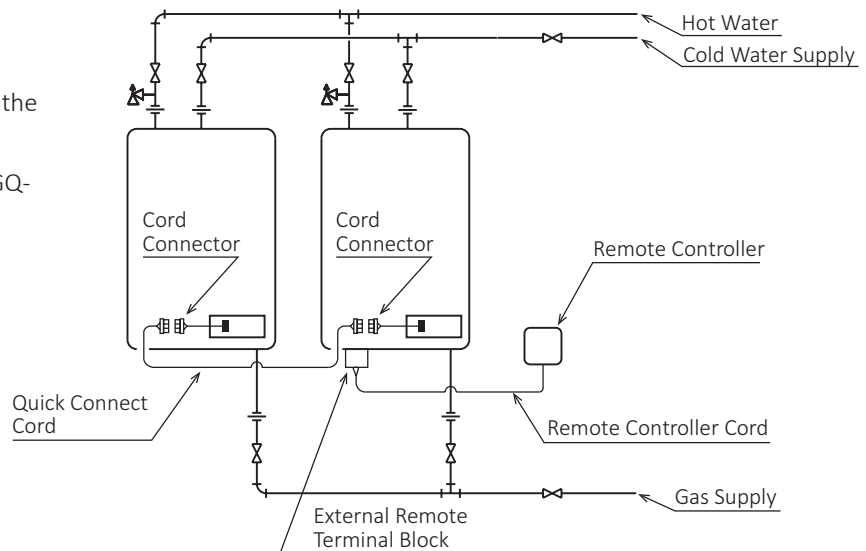 Hot Water
Cold Water Supply
the
GQ-
Cord
Connector
Cord
Connector
Remote Controller
Quick Connect
Cord
Remote Controller Cord
External Remote
Terminal Block
Gas Supply